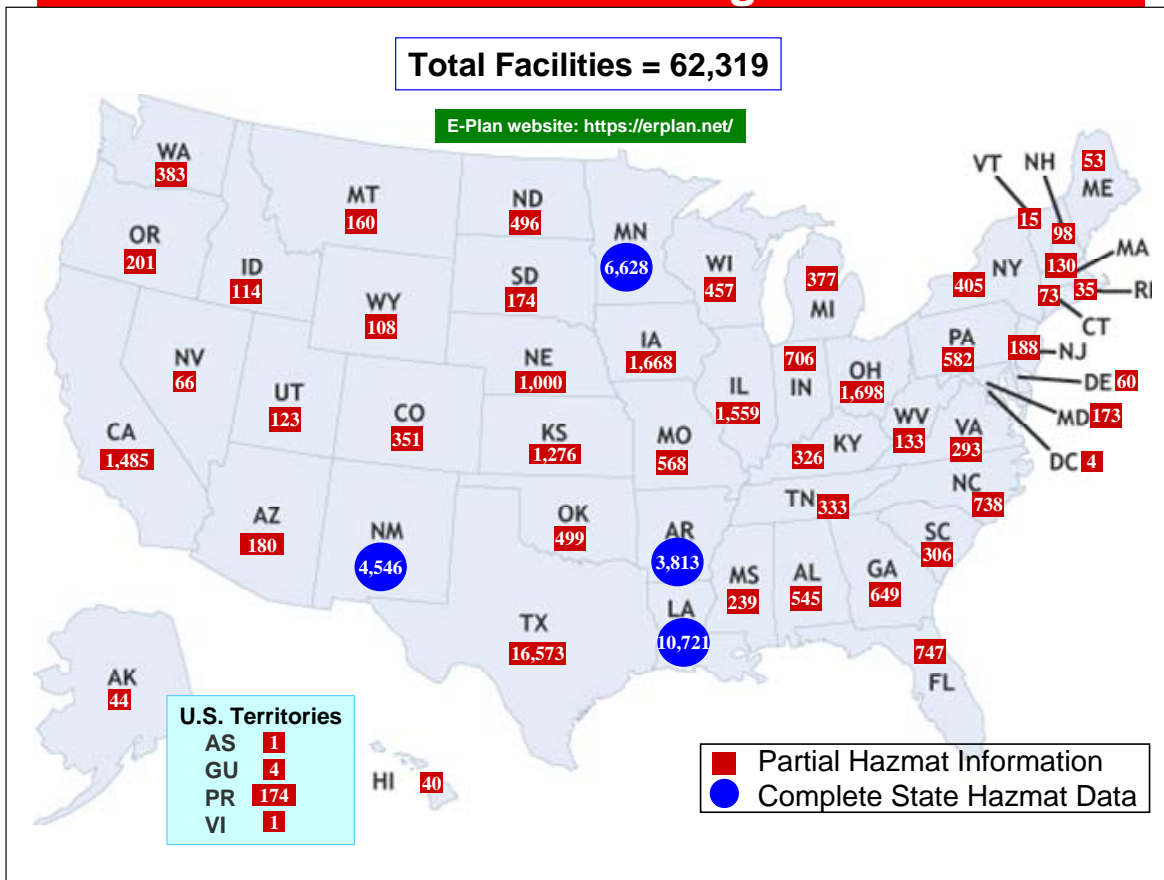 Total Facilities = 62,319
E-Plan website: https://erplan.net/
WA
383
OR
201
ID
114
MT
160
ND
496
MN
6,628
SD
174
WY
108
WI
457
377
MI
VT
15
NH
98
53
ME
130
MA
NY
405
73
CT
35
RI
NV
66
UT
123
CA
1,485
CO
351
NE
1,000
IA
1,668
KS
1,276
MO
568
IL
1,559
706
IN
OH
1,698
PA
582
188
NJ
DE 60
MD 173
DC 4
WV
133
VA
293
326 KY
TN 333
NC
738
SC
306
AZ
180
NM
4,546
OK
499
AR
3,813
TX
16,573
LA
10,721
MS
239
AL
545
GA
649
747
FL
AK
44
HI 40
U.S. Territories
AS 1
GU 4
PR 174
VI 1
Partial Hazmat Information
Complete State Hazmat Data